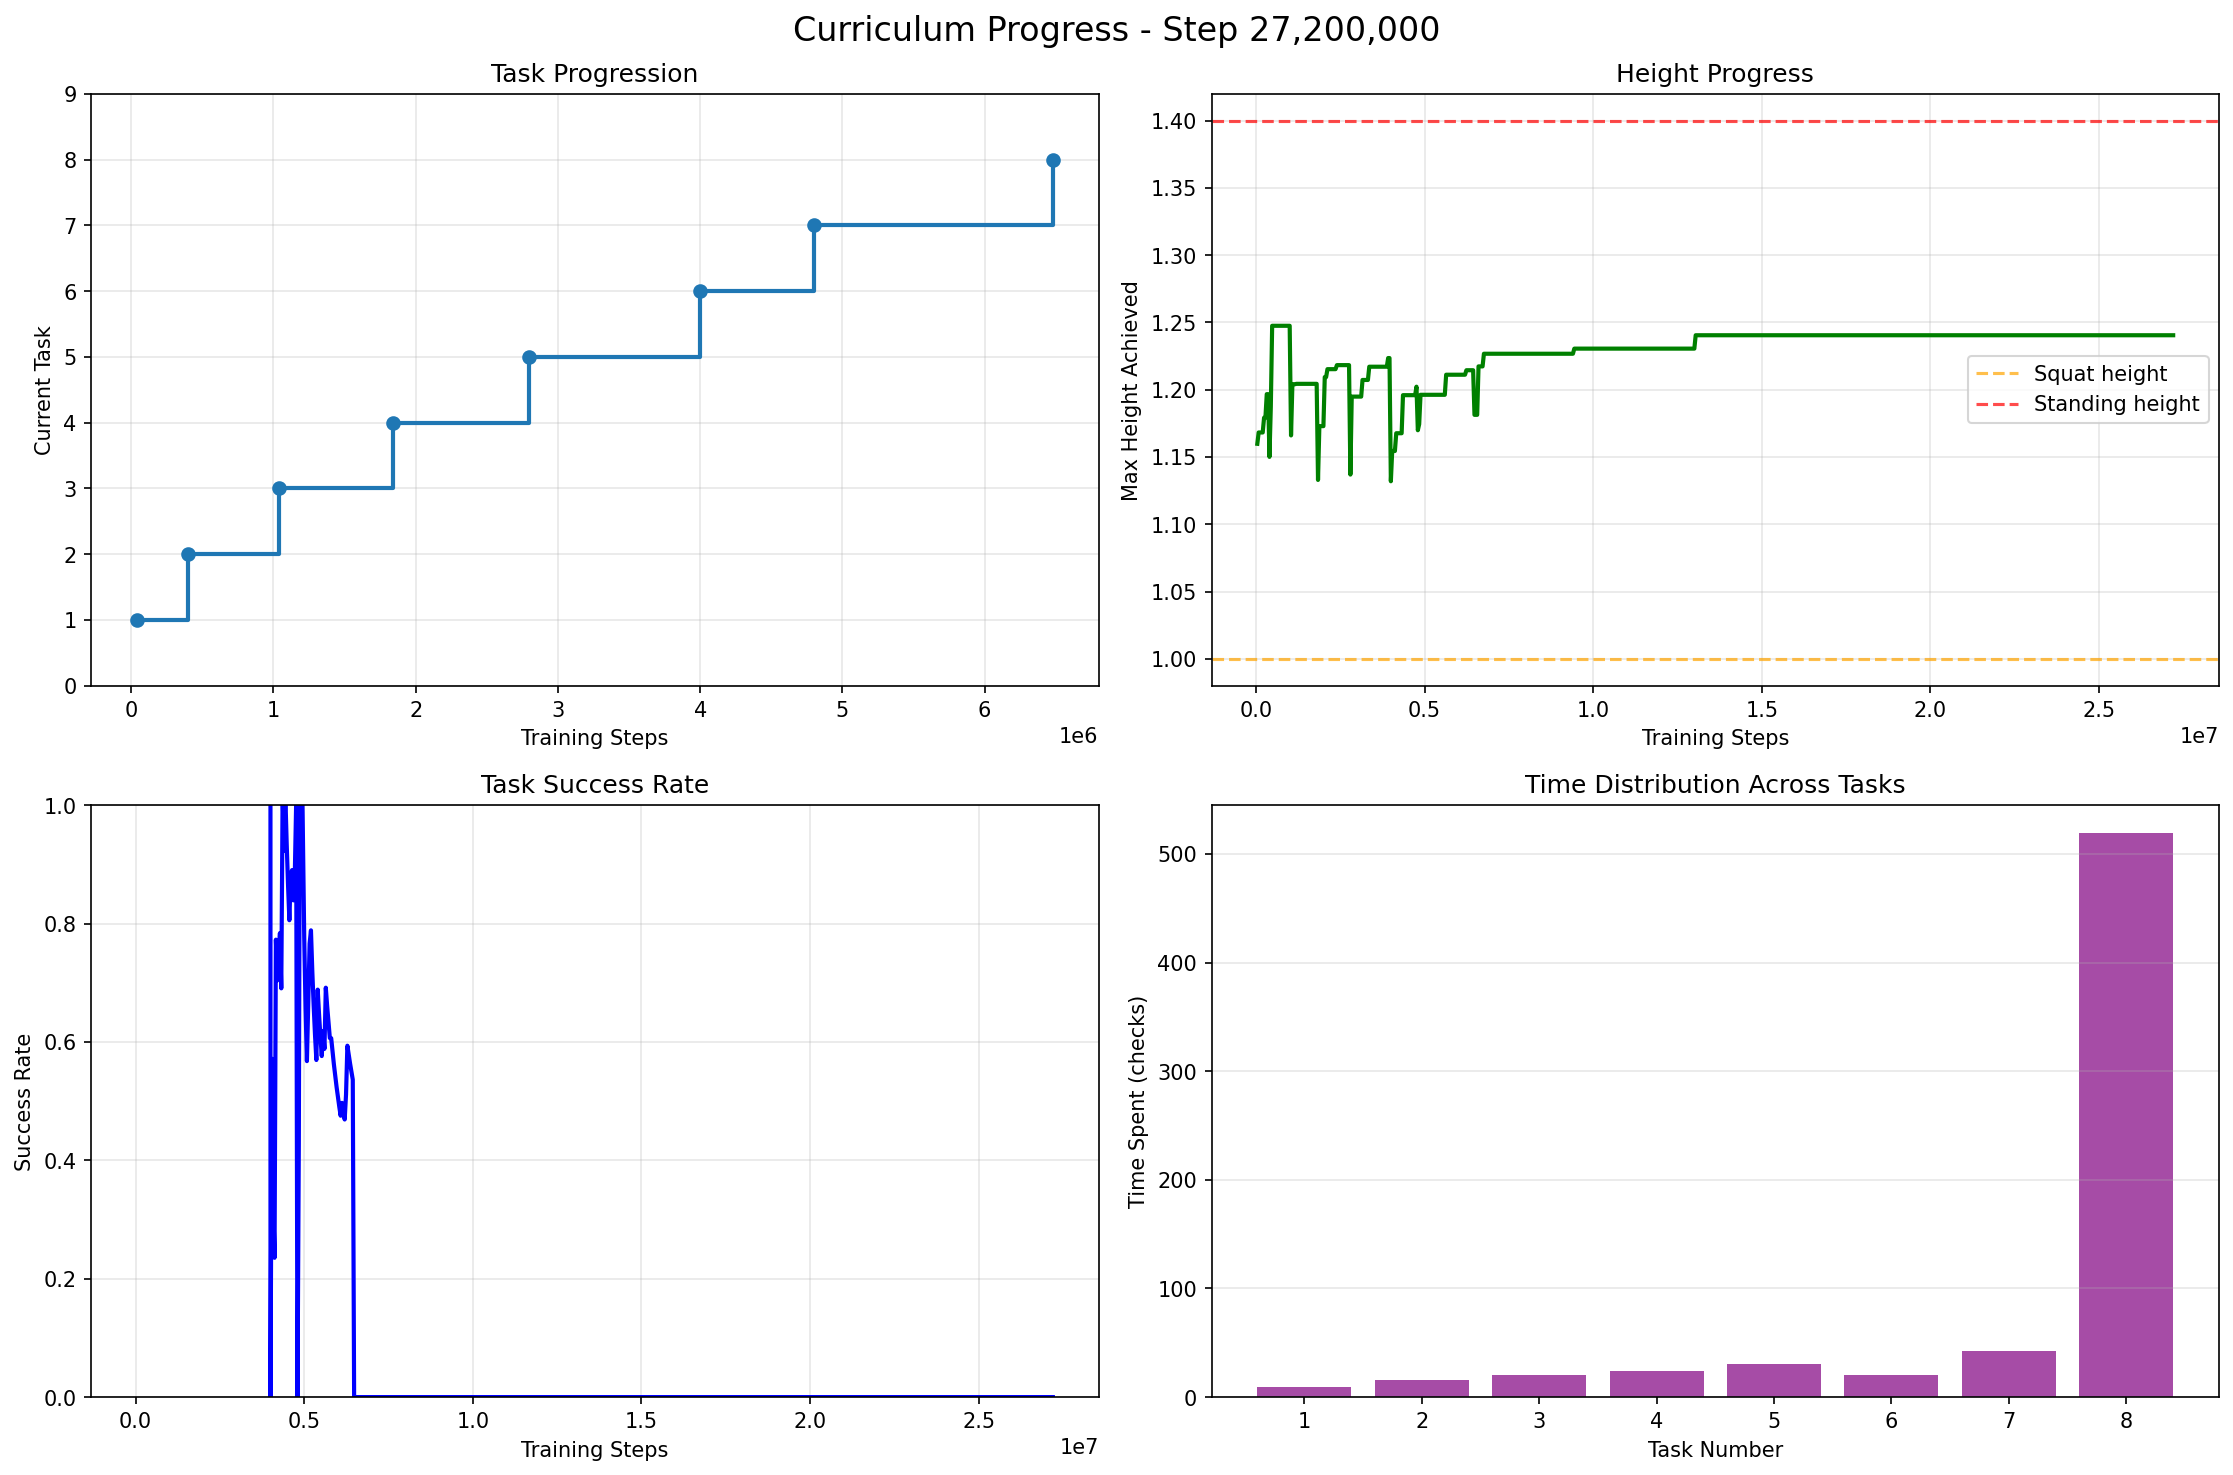 Curriculum Progress - Step 27,200,000
Task Progression
9
8
7
6
5
4
3
2
1
0
Current Task
0 1 2 3 4 5 6
1e6
Training Steps
Height Progress
1.40
1.35
1.30
1.25
1.20
1.15
1.10
1.05
1.00
Max Height Achieved
Squat height
Standing height
0.0 0.5 1.0 1.5 2.0 2.5
1e7
Training Steps
Task Success Rate
1.0
0.8
0.6
0.4
0.2
0.0
Success Rate
0.0 0.5 1.0 1.5 2.0 2.5
1e7
Training Steps
Time Distribution Across Tasks
500
400
300
200
100
0
Time Spent (checks)
1 2 3 4 5 6 7 8
Task Number